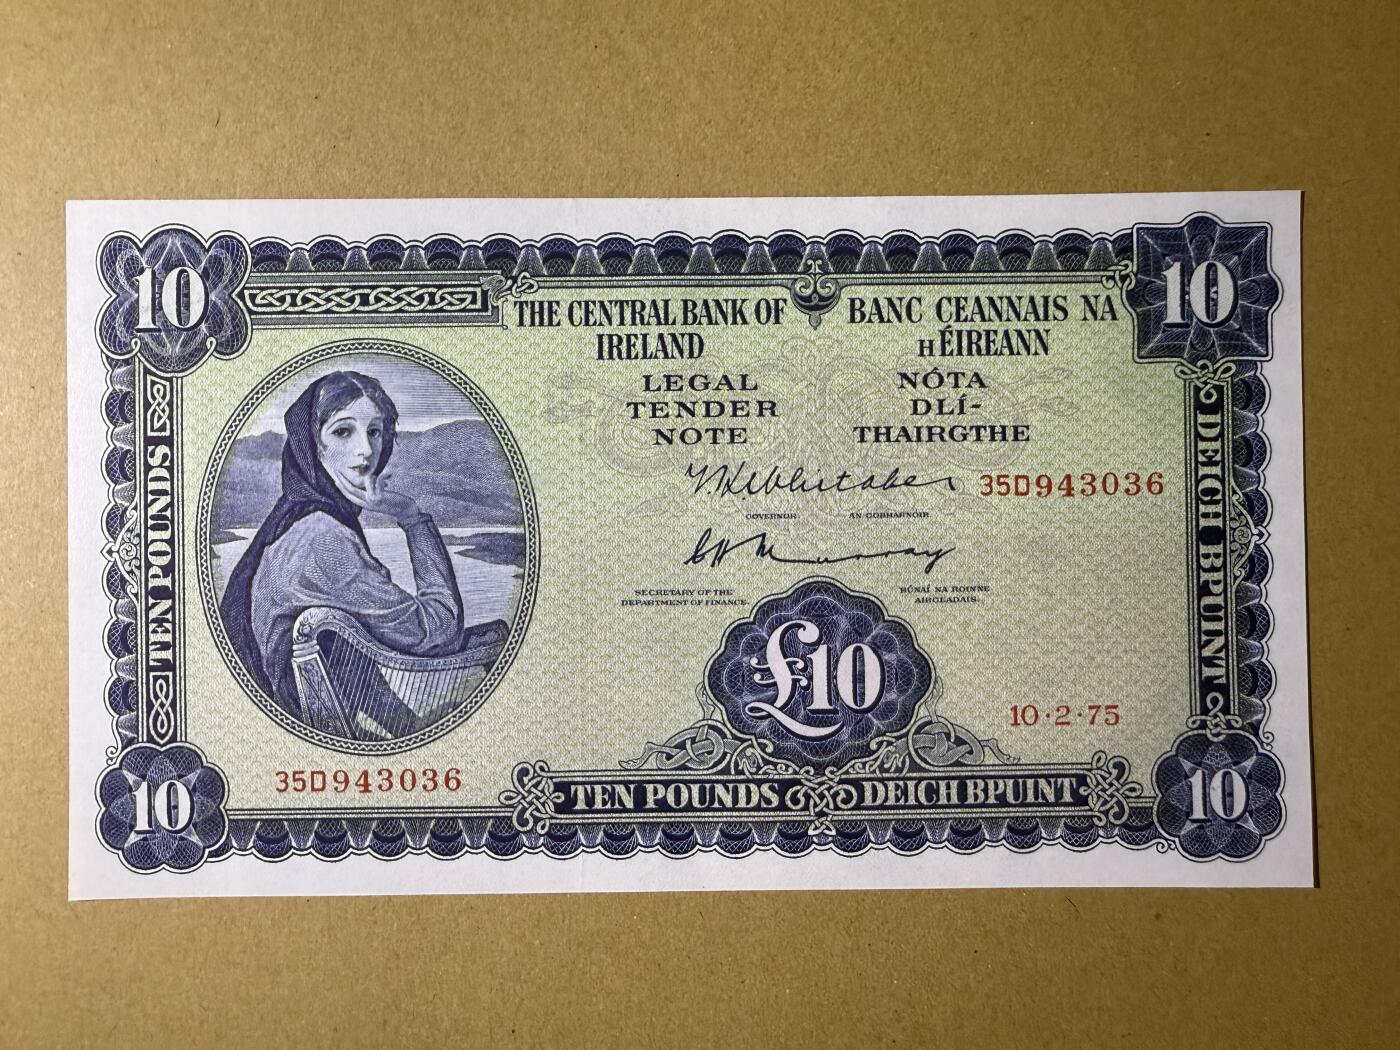 10
10
THE CENTRAL BANK OF
IRELAND
BANC CEANNAIS NA
hÉIREANN
LEGAL
TENDER
NOTE
NÓTA
DLÍ-
THAIRGTHE
T.K. Whitaker
35D943036
GOVERNOR
AN GOBHARNÓIR
C H Murray
SECRETARY OF THE
DEPARTMENT OF FINANCE.
RÚNAÍ NA ROINNE
AIRGEADAIS.
TEN POUNDS
DEICH BPUINT
£10
10·2·75
35D943036
TEN POUNDS
DEICH BPUINT
10
10